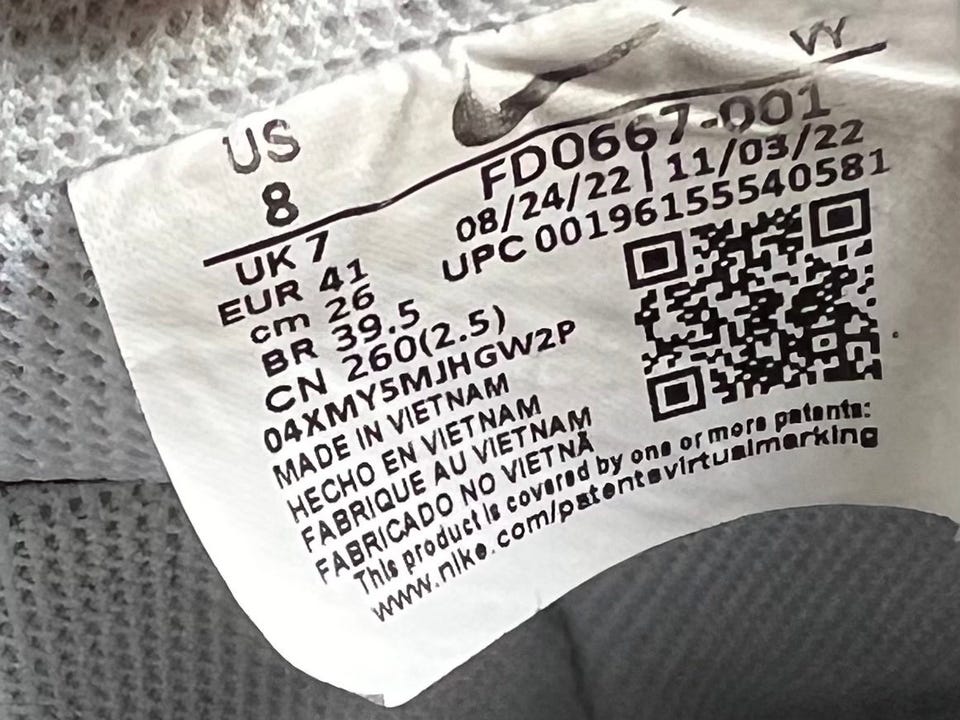 VY
US
8
FD0667-001
08/24/22 | 11/03/22
UPC 00196155540581
UK 7
EUR 41
cm 26
BR 39.5
CN 260(2.5)
04XMY5MJHGW2P
MADE IN VIETNAM
HECHO EN VIETNAM
FABRIQUE AU VIETNAM
FABRICADO NO VIETNÃ
This product is covered by one or more patents:
www.nike.com/patentsvirtualmarking